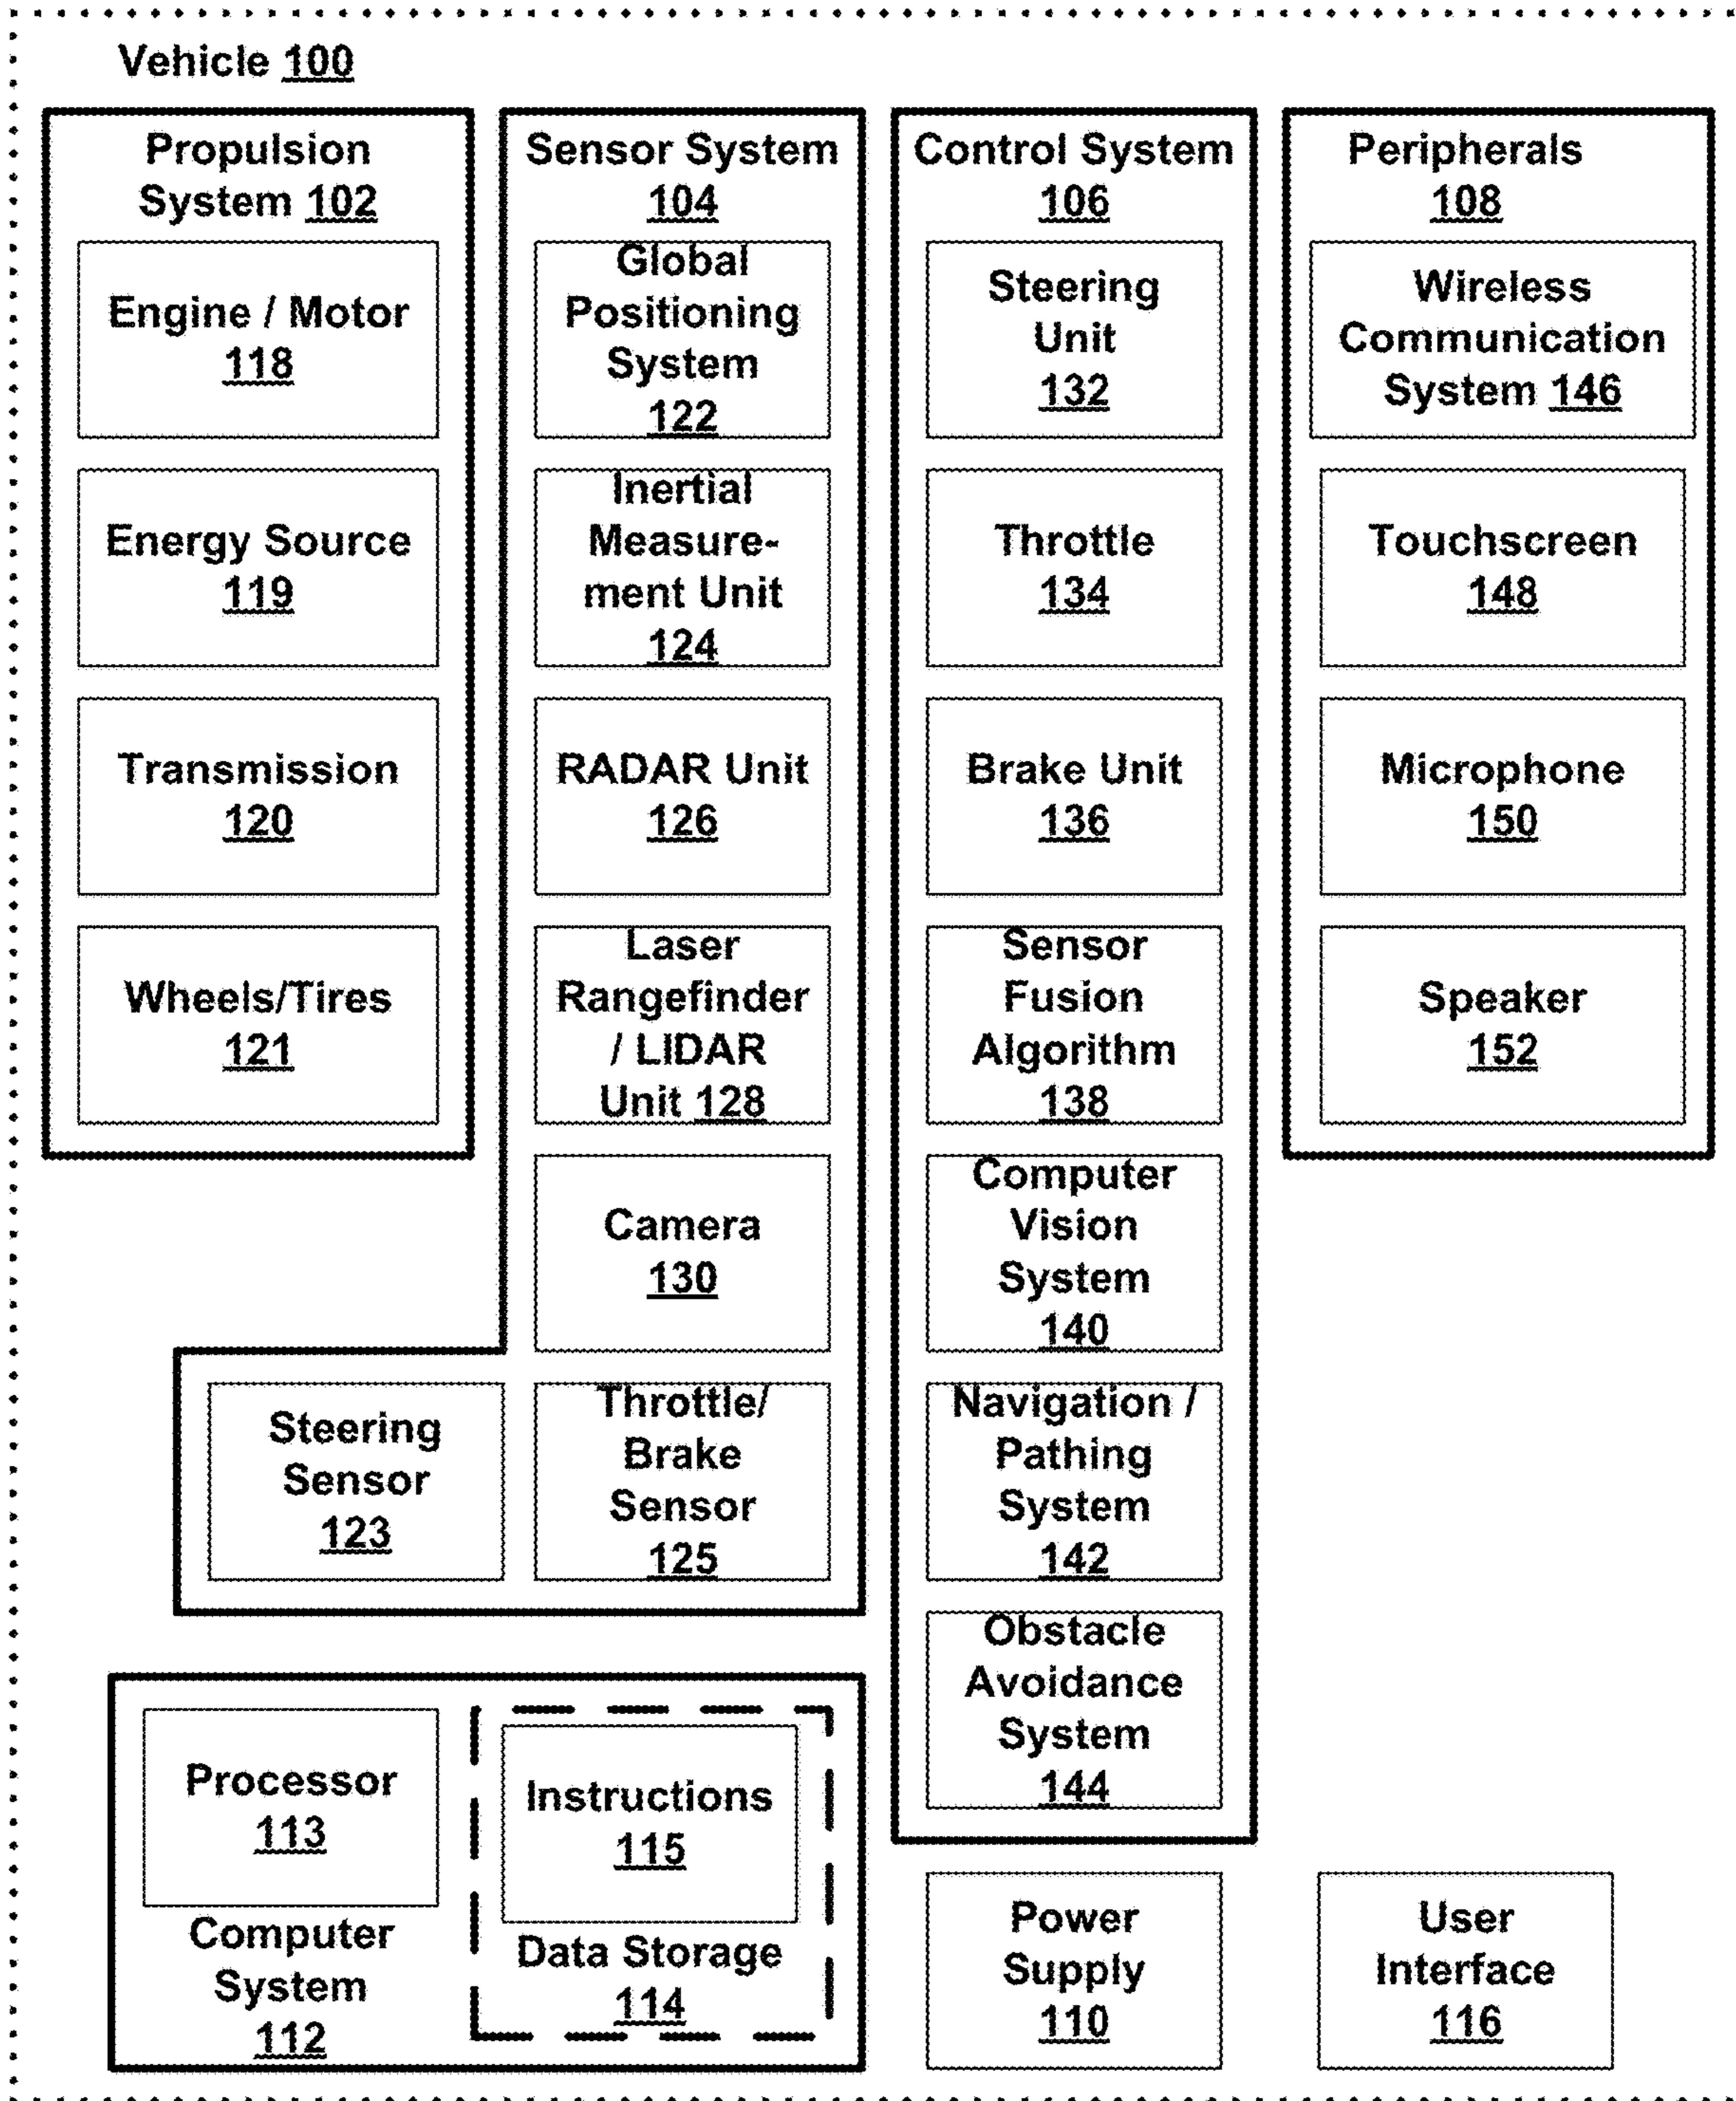 Vehicle 100
Propulsion
System 102
Engine / Motor
118
Energy Source
119
Transmission
120
Wheels/Tires
121
Sensor System
104
Global
Positioning
System
122
Inertial
Measure-
ment Unit
124
RADAR Unit
126
Laser
Rangefinder
/ LIDAR
Unit 128
Camera
130
Steering
Sensor
123
Throttle/
Brake
Sensor
125
Control System
106
Steering
Unit
132
Throttle
134
Brake Unit
136
Sensor
Fusion
Algorithm
138
Computer
Vision
System
140
Navigation /
Pathing
System
142
Obstacle
Avoidance
System
144
Peripherals
108
Wireless
Communication
System 146
Touchscreen
148
Microphone
150
Speaker
152
Processor
113
Computer
System
112
Instructions
115
Data Storage
114
Power
Supply
110
User
Interface
116